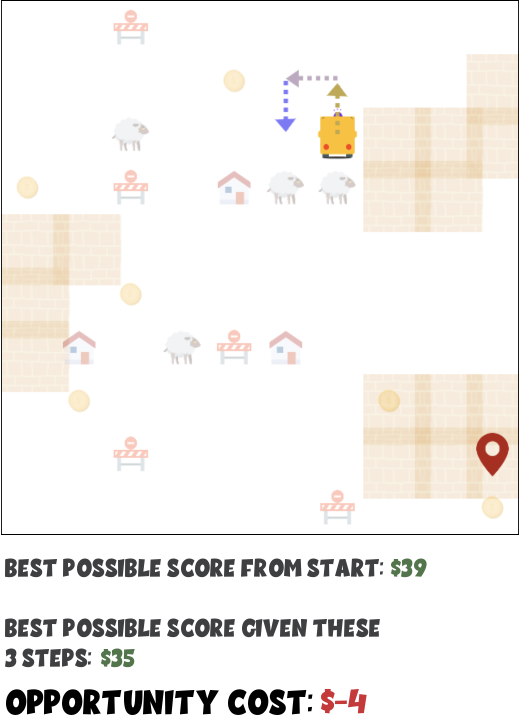 BEST POSSIBLE SCORE FROM START: $39
BEST POSSIBLE SCORE GIVEN THESE
3 STEPS: $35
OPPORTUNITY COST: $-4